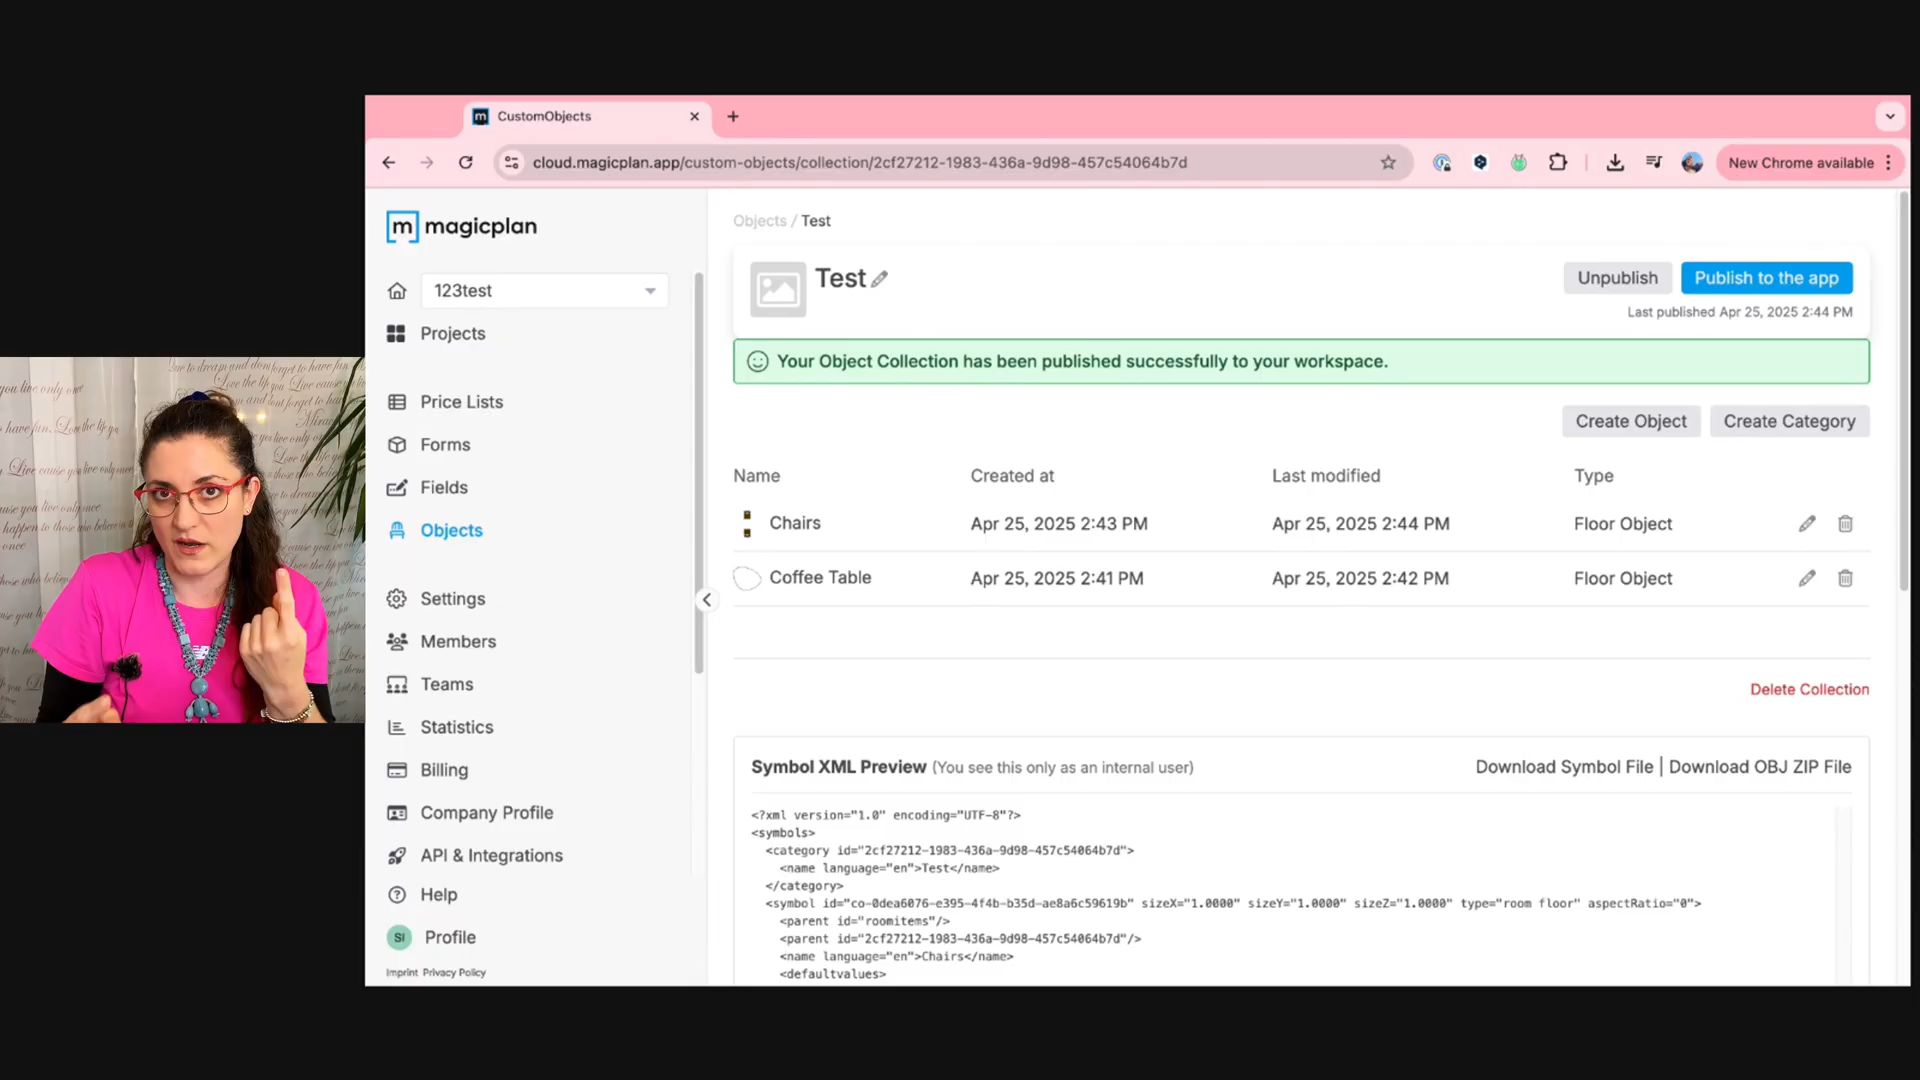 CustomObjects
cloud.magicplan.app/custom-objects/collection/2cf27212-1983-436a-9d98-457c54064b7d
New Chrome available
m magicplan
123test
Projects
Price Lists
Forms
Fields
Objects
Settings
Members
Teams
Statistics
Billing
Company Profile
API & Integrations
Help
SI Profile
Imprint Privacy Policy
Objects / Test
Test
Unpublish Publish to the app
Last published Apr 25, 2025 2:44 PM
Your Object Collection has been published successfully to your workspace.
Create Object Create Category
Name Created at Last modified Type
Chairs Apr 25, 2025 2:43 PM Apr 25, 2025 2:44 PM Floor Object
Coffee Table Apr 25, 2025 2:41 PM Apr 25, 2025 2:42 PM Floor Object
Delete Collection
Symbol XML Preview (You see this only as an internal user) Download Symbol File | Download OBJ ZIP File
<?xml version="1.0" encoding="UTF-8"?>
<symbols>
<category id="2cf27212-1983-436a-9d98-457c54064b7d">
<name language="en">Test</name>
</category>
<symbol id="co-0dea6076-e395-4f4b-b35d-ae8a6c59619b" sizeX="1.0000" sizeY="1.0000" sizeZ="1.0000" type="room floor" aspectRatio="0">
<parent id="roomitems"/>
<parent id="2cf27212-1983-436a-9d98-457c54064b7d"/>
<name language="en">Chairs</name>
<defaultvalues>